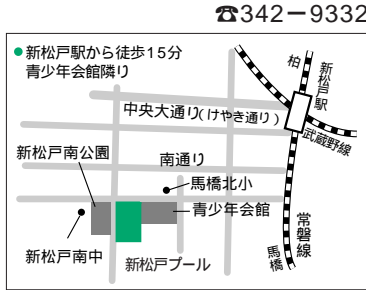 ☎342－9332
●新松戸駅から徒歩15分
青少年会館隣り
柏
新松戸駅
中央大通り(けやき通り)
武蔵野線
新松戸南公園
南通り
●馬橋北小
青少年会館
新松戸南中
新松戸プール
常磐線
馬橋